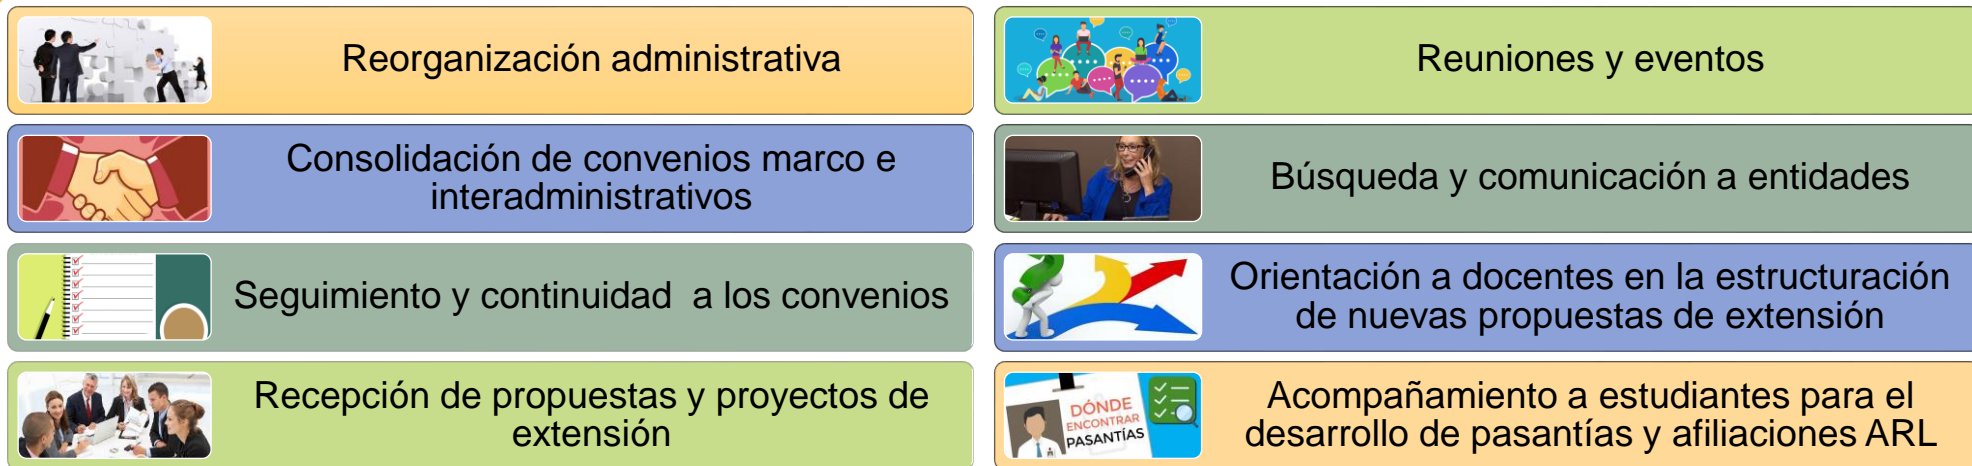 Reorganización administrativa
Consolidación de convenios marco e
interadministrativos
Seguimiento y continuidad  a los convenios
Recepción de propuestas y proyectos de
extensión
Reuniones y eventos
Búsqueda y comunicación a entidades
Orientación a docentes en la estructuración
de nuevas propuestas de extensión
DÓNDE
ENCONTRAR
PASANTÍAS
Acompañamiento a estudiantes para el
desarrollo de pasantías y afiliaciones ARL